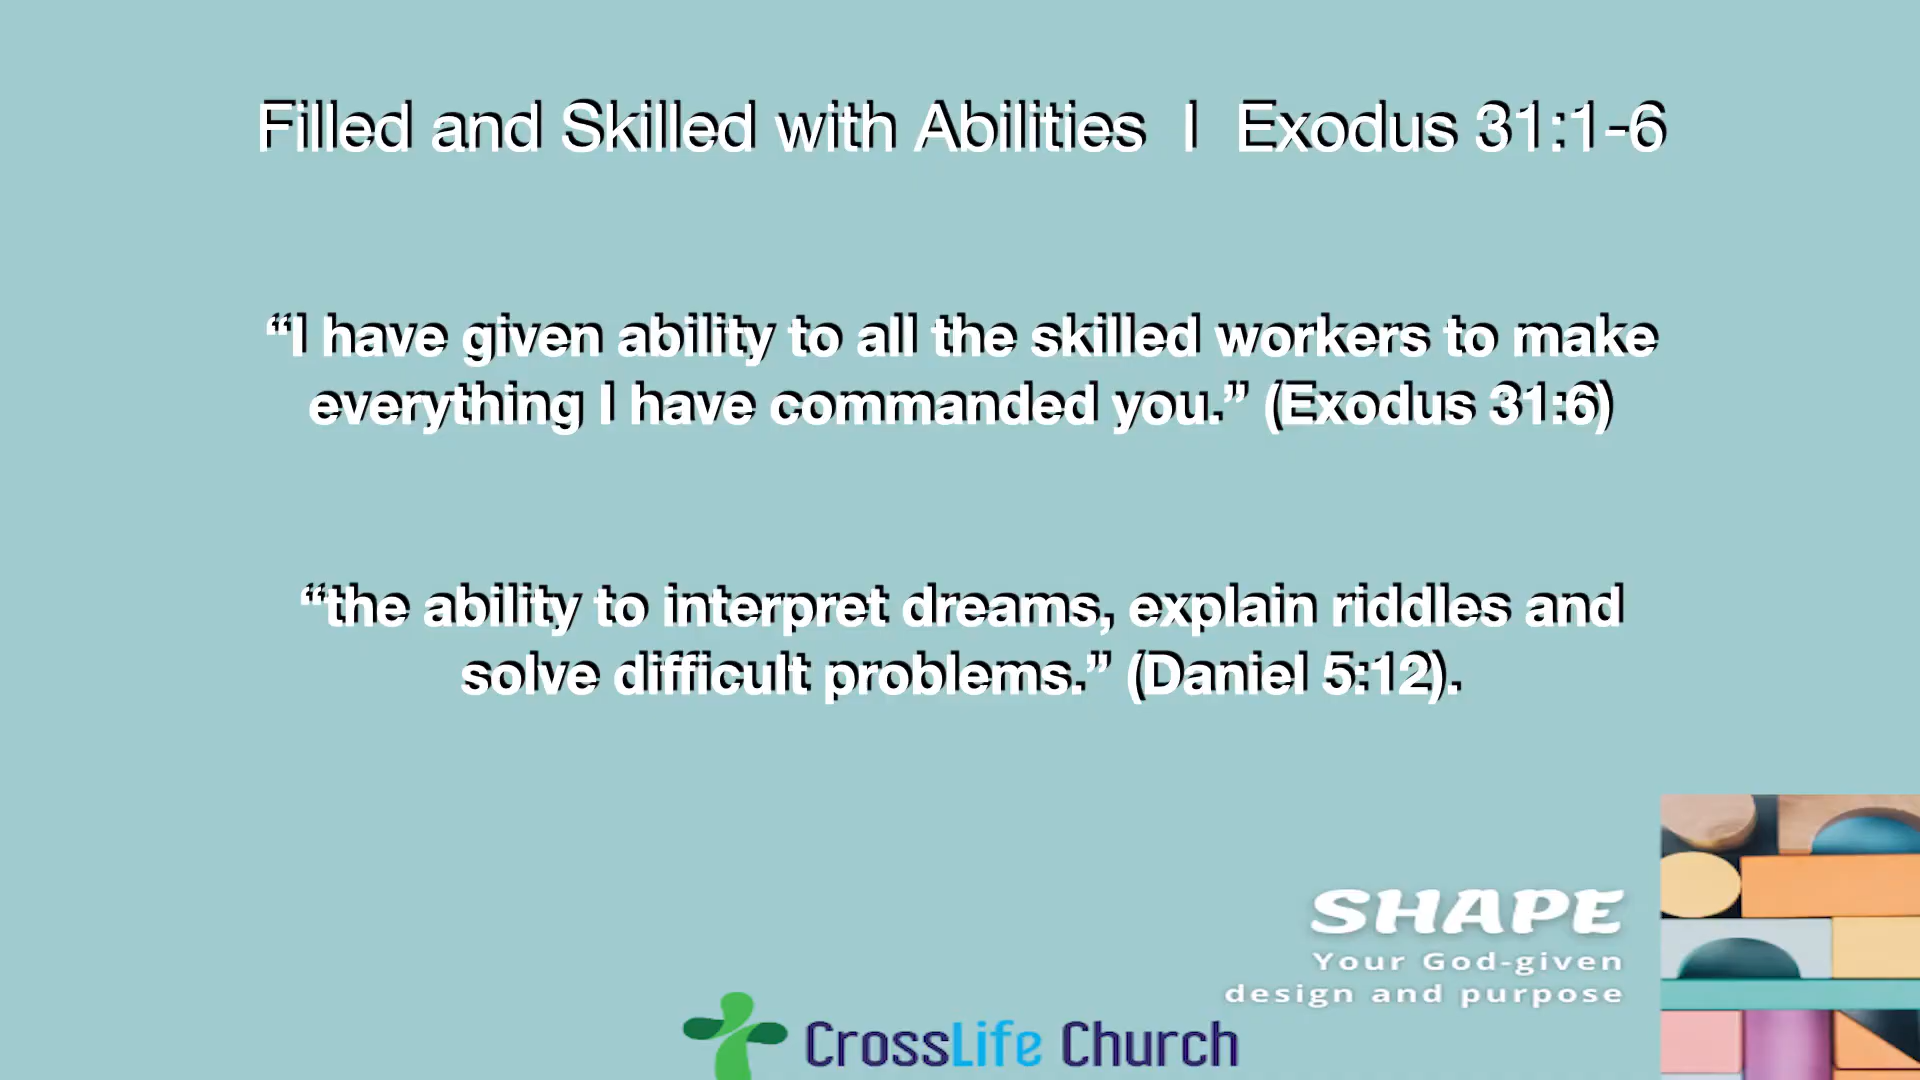 Filled and Skilled with Abilities | Exodus 31:1-6
“I have given ability to all the skilled workers to make
everything I have commanded you.” (Exodus 31:6)
“the ability to interpret dreams, explain riddles and
solve difficult problems.” (Daniel 5:12).
SHAPE
Your God-given
design and purpose
CrossLife Church